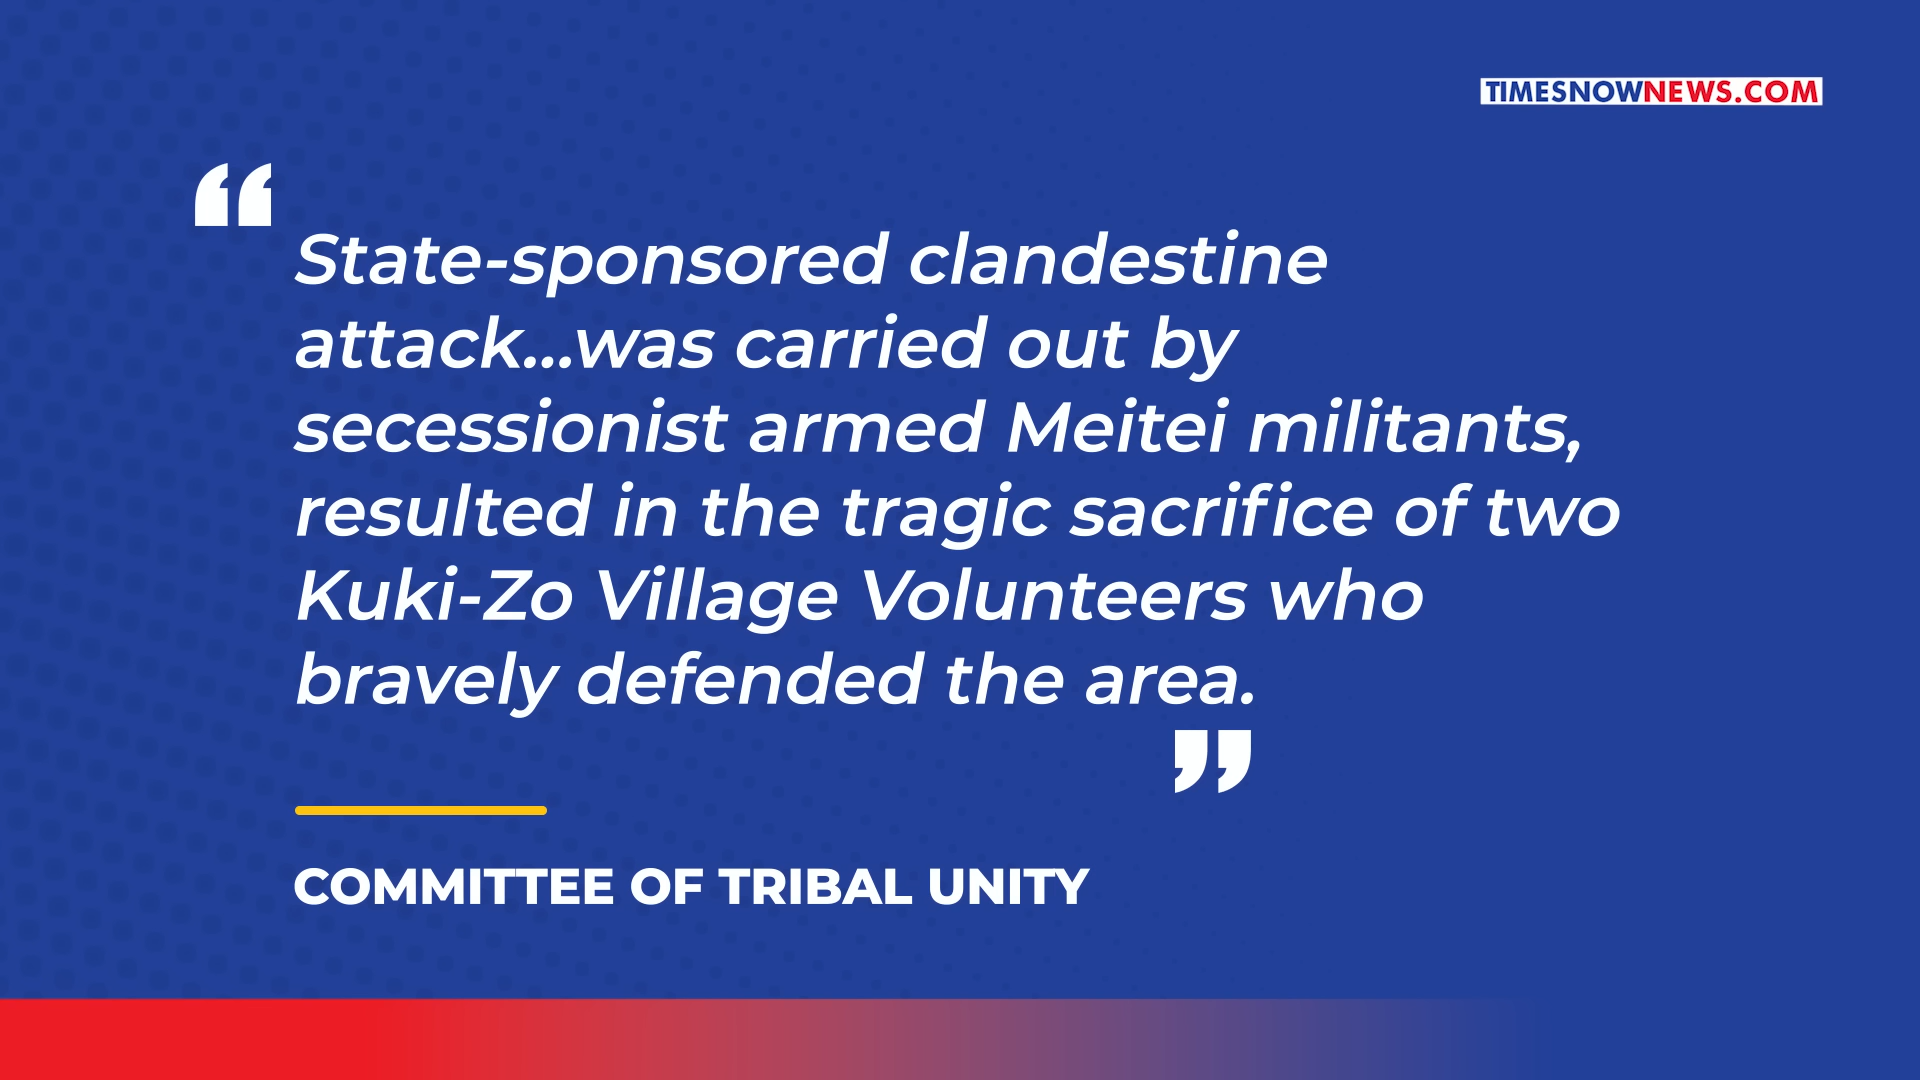 TIMESNOWNEWS.COM
“
State-sponsored clandestine
attack...was carried out by
secessionist armed Meitei militants,
resulted in the tragic sacrifice of two
Kuki-Zo Village Volunteers who
bravely defended the area.
”
COMMITTEE OF TRIBAL UNITY